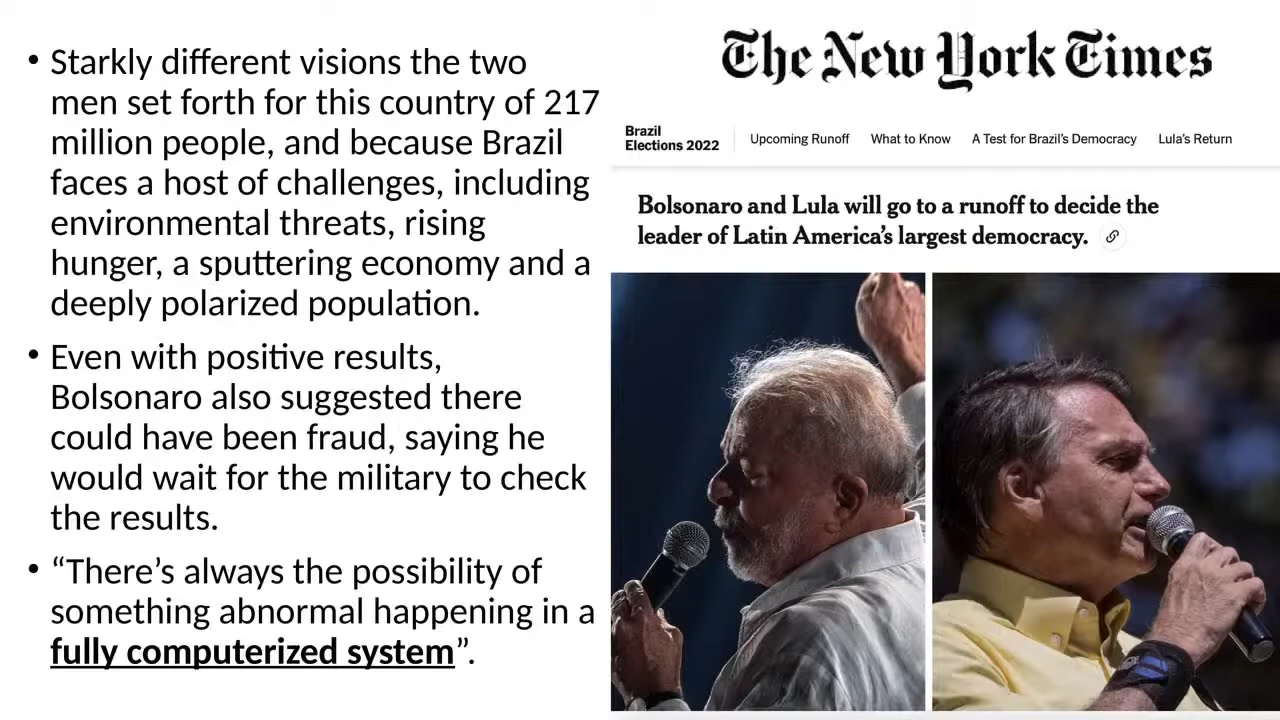 • Starkly different visions the two
men set forth for this country of 217
million people, and because Brazil
faces a host of challenges, including
environmental threats, rising
hunger, a sputtering economy and a
deeply polarized population.
• Even with positive results,
Bolsonaro also suggested there
could have been fraud, saying he
would wait for the military to check
the results.
• “There’s always the possibility of
something abnormal happening in a
fully computerized system”.
The New York Times
Brazil
Elections 2022
Upcoming Runoff What to Know A Test for Brazil’s Democracy Lula’s Return
Bolsonaro and Lula will go to a runoff to decide the
leader of Latin America’s largest democracy.